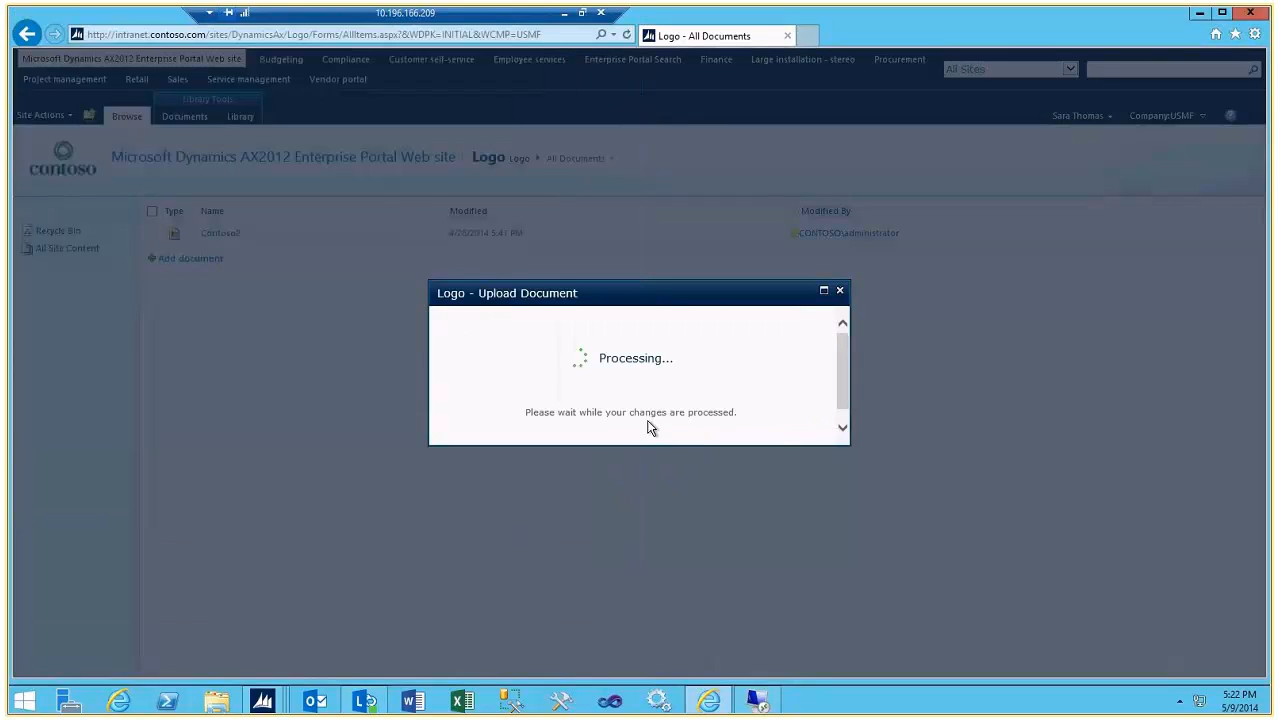 10.196.166.209
http://intranet.contoso.com/sites/DynamicsAx/Logo/Forms/AllItems.aspx?&WDPK=INITIAL&WCMP=USMF
Logo - All Documents
Microsoft Dynamics AX2012 Enterprise Portal Web site Budgeting Compliance Customer self-service Employee services Enterprise Portal Search Finance Large installation - stereo Procurement
Project management Retail Sales Service management Vendor portal
All Sites
Library Tools
Site Actions Browse Documents Library
Sara Thomas Company:USMF
contoso
Microsoft Dynamics AX2012 Enterprise Portal Web site Logo Logo All Documents
Type Name Modified Modified By
Recycle Bin
Contoso2 4/28/2014 5:41 PM CONTOSO\administrator
All Site Content
Add document
Logo - Upload Document
Processing...
Please wait while your changes are processed.
5:22 PM
5/9/2014